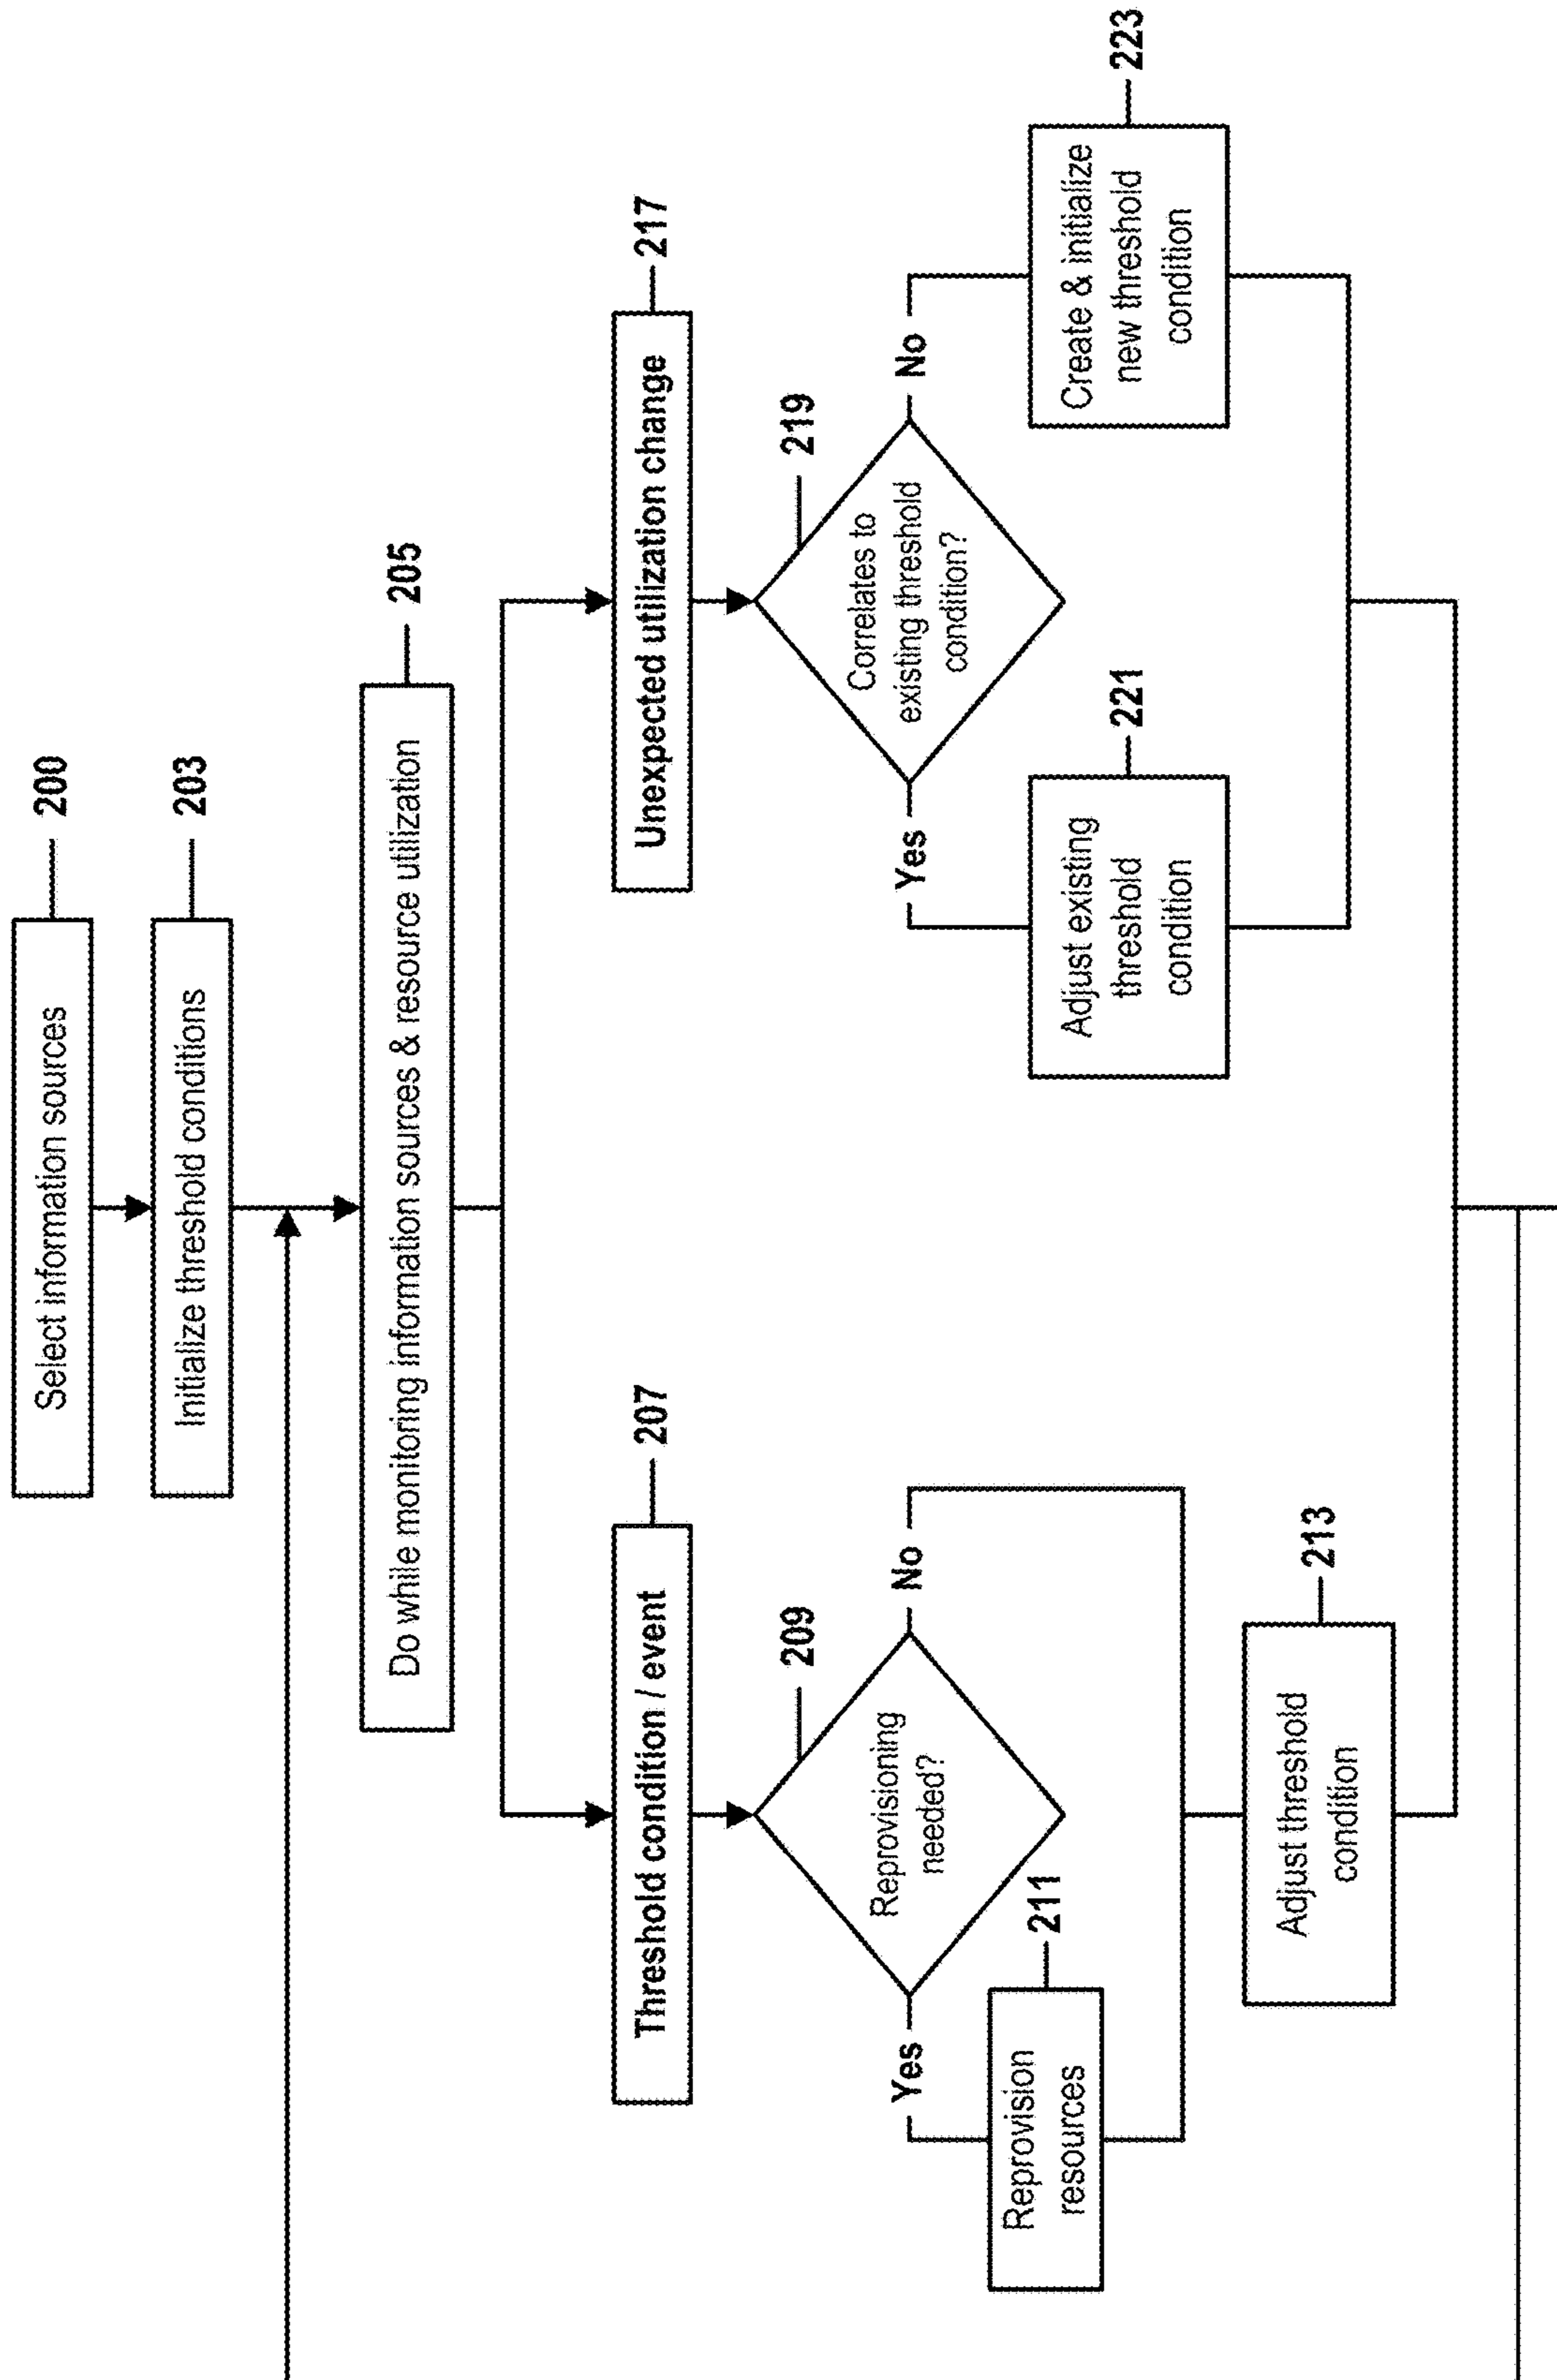 Select information sources
200
Initialize threshold conditions
203
Do while monitoring information sources & resource utilization
205
Threshold condition / event
207
Unexpected utilization change
217
Reprovisioning
needed?
209
Correlates to
existing threshold
condition?
219
Yes
No
Yes
No
Reprovision
resources
211
Adjust existing
threshold
condition
221
Create & initialize
new threshold
condition
223
Adjust threshold
condition
213